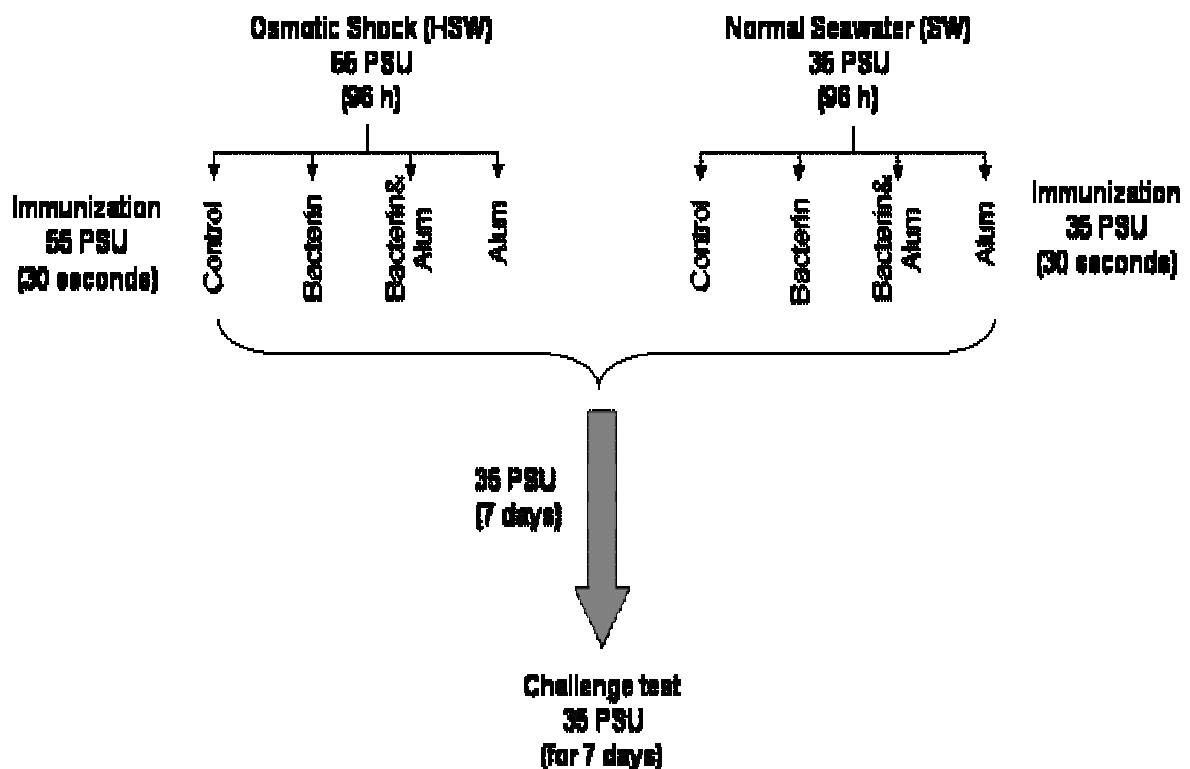 Osmotic Shock (HSW)
55 PSU
(96 h)
Normal Seawater (SW)
35 PSU
(96 h)
Immunization
55 PSU
(30 seconds)
Control
Bacterin
Bacterin&
Alum
Alum
Control
Bacterin
Bacterin&
Alum
Alum
Immunization
35 PSU
(30 seconds)
35 PSU
(7 days)
Challenge test
35 PSU
(for 7 days)